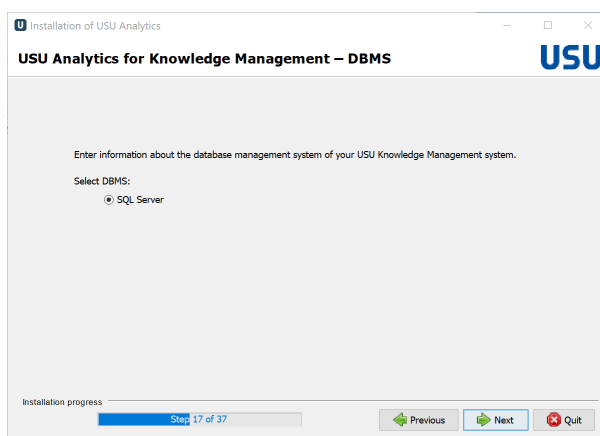 U Installation of USU Analytics
USU Analytics for Knowledge Management – DBMS
USU
Enter information about the database management system of your USU Knowledge Management system.
Select DBMS:
SQL Server
Installation progress
Step 17 of 37
Previous
Next
Quit